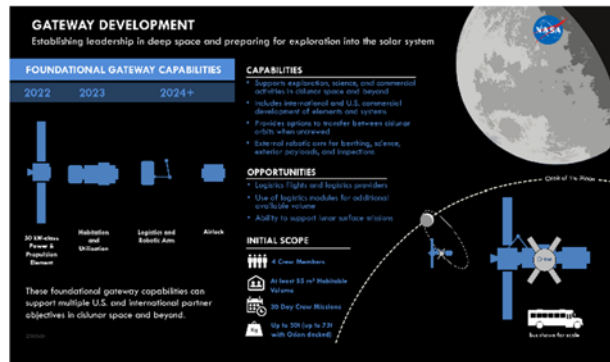 GATEWAY DEVELOPMENT
Establishing leadership in deep space and preparing for exploration into the solar system
NASA
FOUNDATIONAL GATEWAY CAPABILITIES
2022 2023 2024+
50 kW-class
Power &
Propulsion
Element
Habitation
and
Utilization
Logistics and
Robotic Arm
Airlock
These foundational gateway capabilities can
support multiple U.S. and international partner
objectives in cislunar space and beyond.
CAPABILITIES
• Supports exploration, science, and commercial
activities in cislunar space and beyond
• Includes international and U.S. commercial
development of elements and systems
• Provides options to transfer between cislunar
orbits when uncrewed
• External robotic arm for berthing, science,
exterior payloads, and inspections
OPPORTUNITIES
• Logistics flights and logistics providers
• Use of logistics modules for additional
available volume
• Ability to support lunar surface missions
INITIAL SCOPE
4 Crew Members
At least 55 m³ Habitable
Volume
30 Day Crew Missions
Kg
Up to 50t (up to 75t
with Orion docked)
Orbit of the Moon
Orion
bus shown for scale